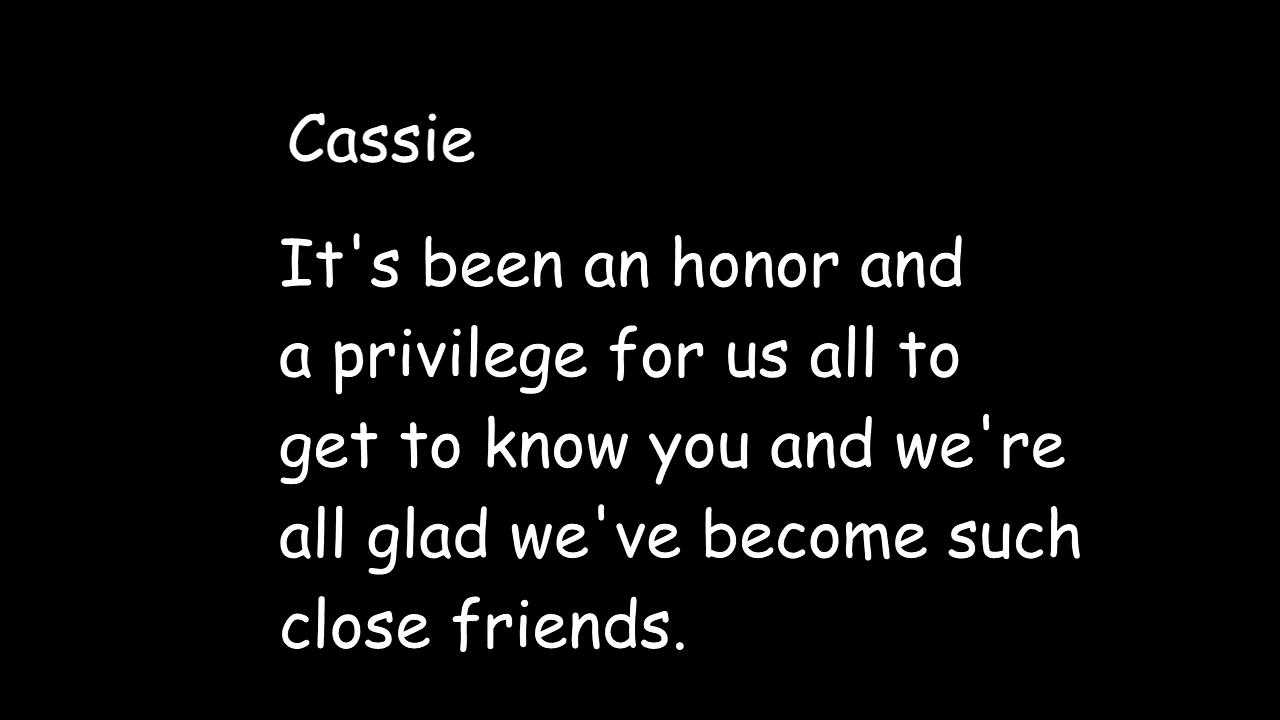 Cassie
It's been an honor and
a privilege for us all to
get to know you and we're
all glad we've become such
close friends.